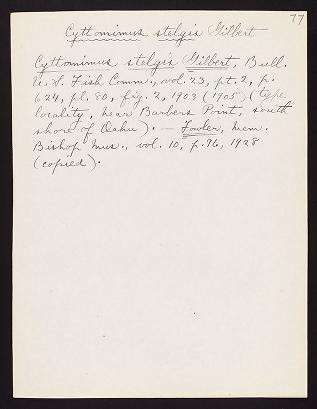 77
Cyttomimus stelgis Gilbert
Cyttomimus stelgis Gilbert, Bull.
U. S. Fish Comm., vol. 23, pt. 2, p.
624, pl. 80, fig. 2, 1903 (1905) (type
locality, near Barbers Point, south
shore of Oahu). — Fowler, Mem.
Bishop Mus., vol. 10, p. 96, 1928
(copied).